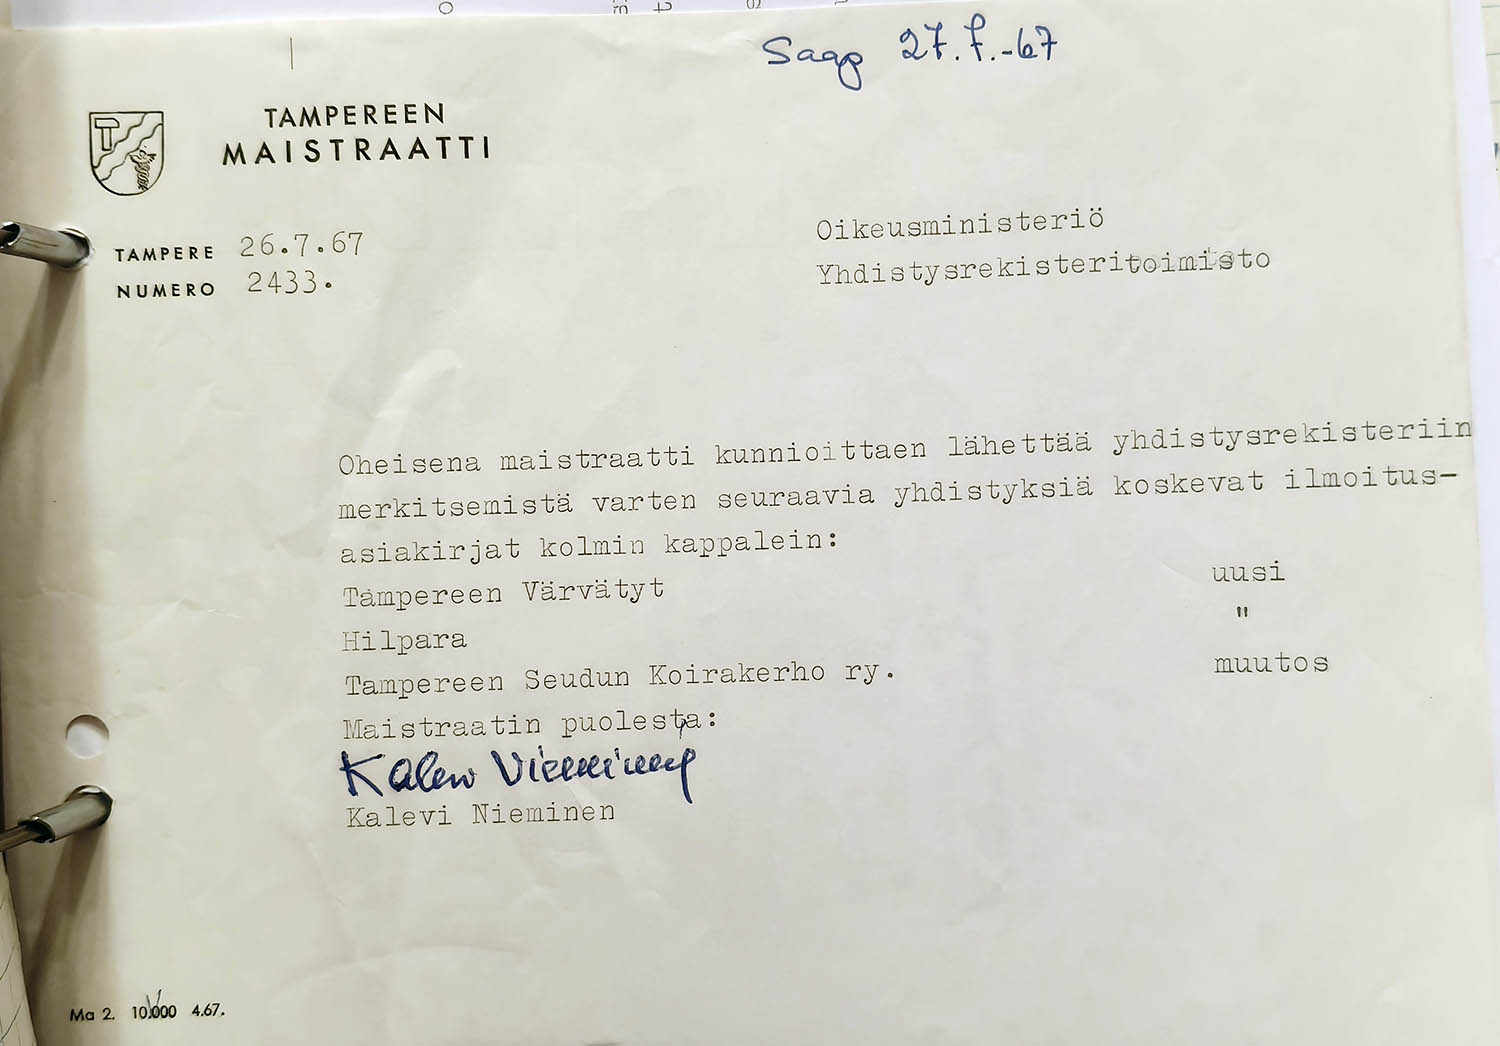 Saap 27.7.-67
TAMPEREEN
MAISTRAATTI
TAMPERE 26.7.67
NUMERO 2433.
Oikeusministeriö
Yhdistysrekisteritoimisto
Oheisena maistraatti kunnioittaen lähettää yhdistysrekisteriin
merkitsemistä varten seuraavia yhdistyksiä koskevat ilmoitus-
asiakirjat kolmin kappalein:
Tampereen Värvätyt uusi
Hilpara "
Tampereen Seudun Koirakerho ry. muutos
Maistraatin puolesta:
Kalevi Nieminen
Kalevi Nieminen
Ma 2. 10.000 4.67.